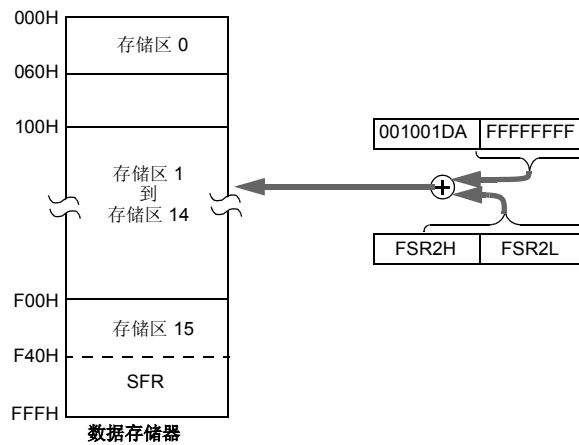 000H
存储区 0
060H
100H
001001DA FFFFFFFF
存储区 1
到
存储区 14
FSR2H FSR2L
F00H
存储区 15
F40H
SFR
FFFH
数据存储器